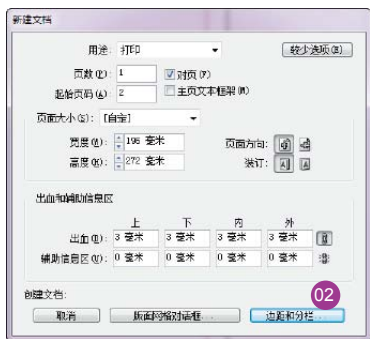 新建文档
用途: 打印 较少选项(O)
页数(P): 1 对页(F)
起始页码(A): 2 主页文本框架(M)
页面大小(S): [自定]
宽度(W): 196 毫米 页面方向:
高度(H): 272 毫米 装订:
出血和辅助信息区
上 下 内 外
出血(D): 3 毫米 3 毫米 3 毫米 3 毫米
辅助信息区(U): 0 毫米 0 毫米 0 毫米 0 毫米
创建文档: 02
取消 版面网格对话框... 边距和分栏...